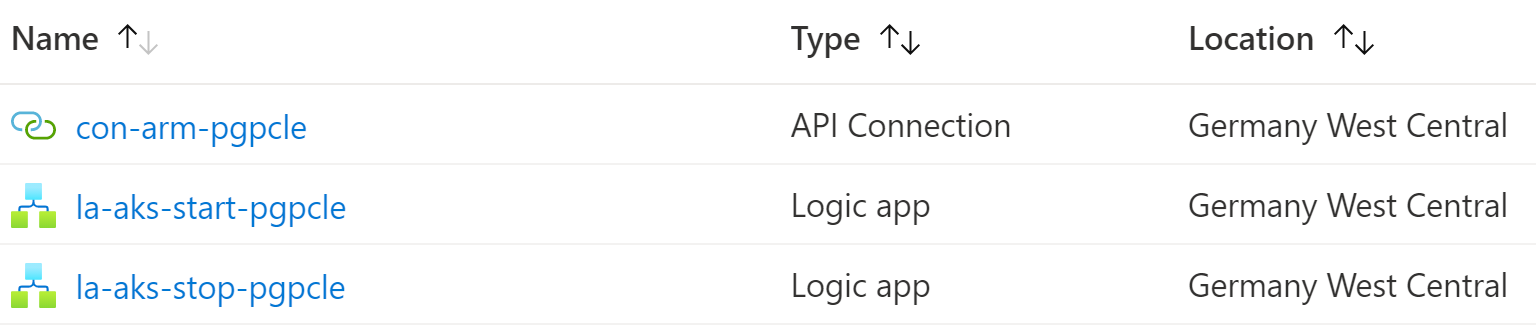 Name Type Location
con-arm-pgpcle API Connection Germany West Central
la-aks-start-pgpcle Logic app Germany West Central
la-aks-stop-pgpcle Logic app Germany West Central